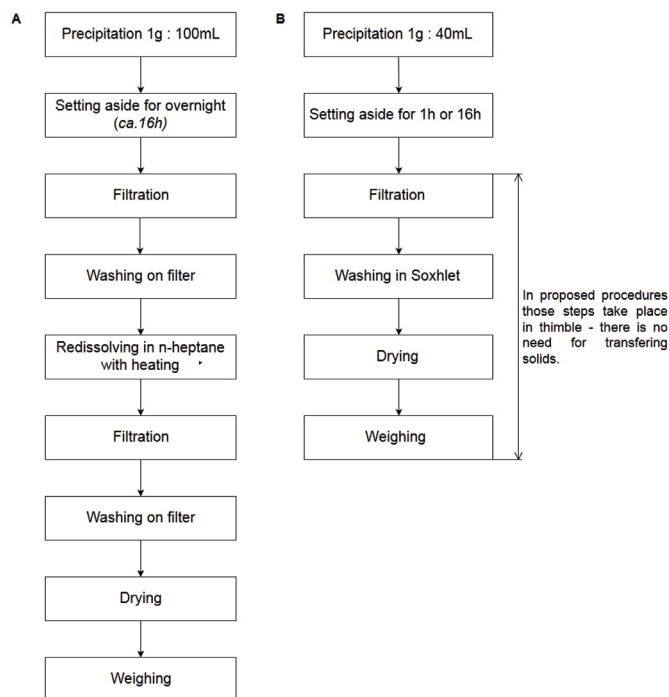 A
Precipitation 1g : 100mL
Setting aside for overnight
(ca.16h)
Filtration
Washing on filter
Redissolving in n-heptane
with heating
Filtration
Washing on filter
Drying
Weighing
B
Precipitation 1g : 40mL
Setting aside for 1h or 16h
Filtration
Washing in Soxhlet
Drying
Weighing
In proposed procedures
those steps take place
in thimble - there is no
need for transfering
solids.